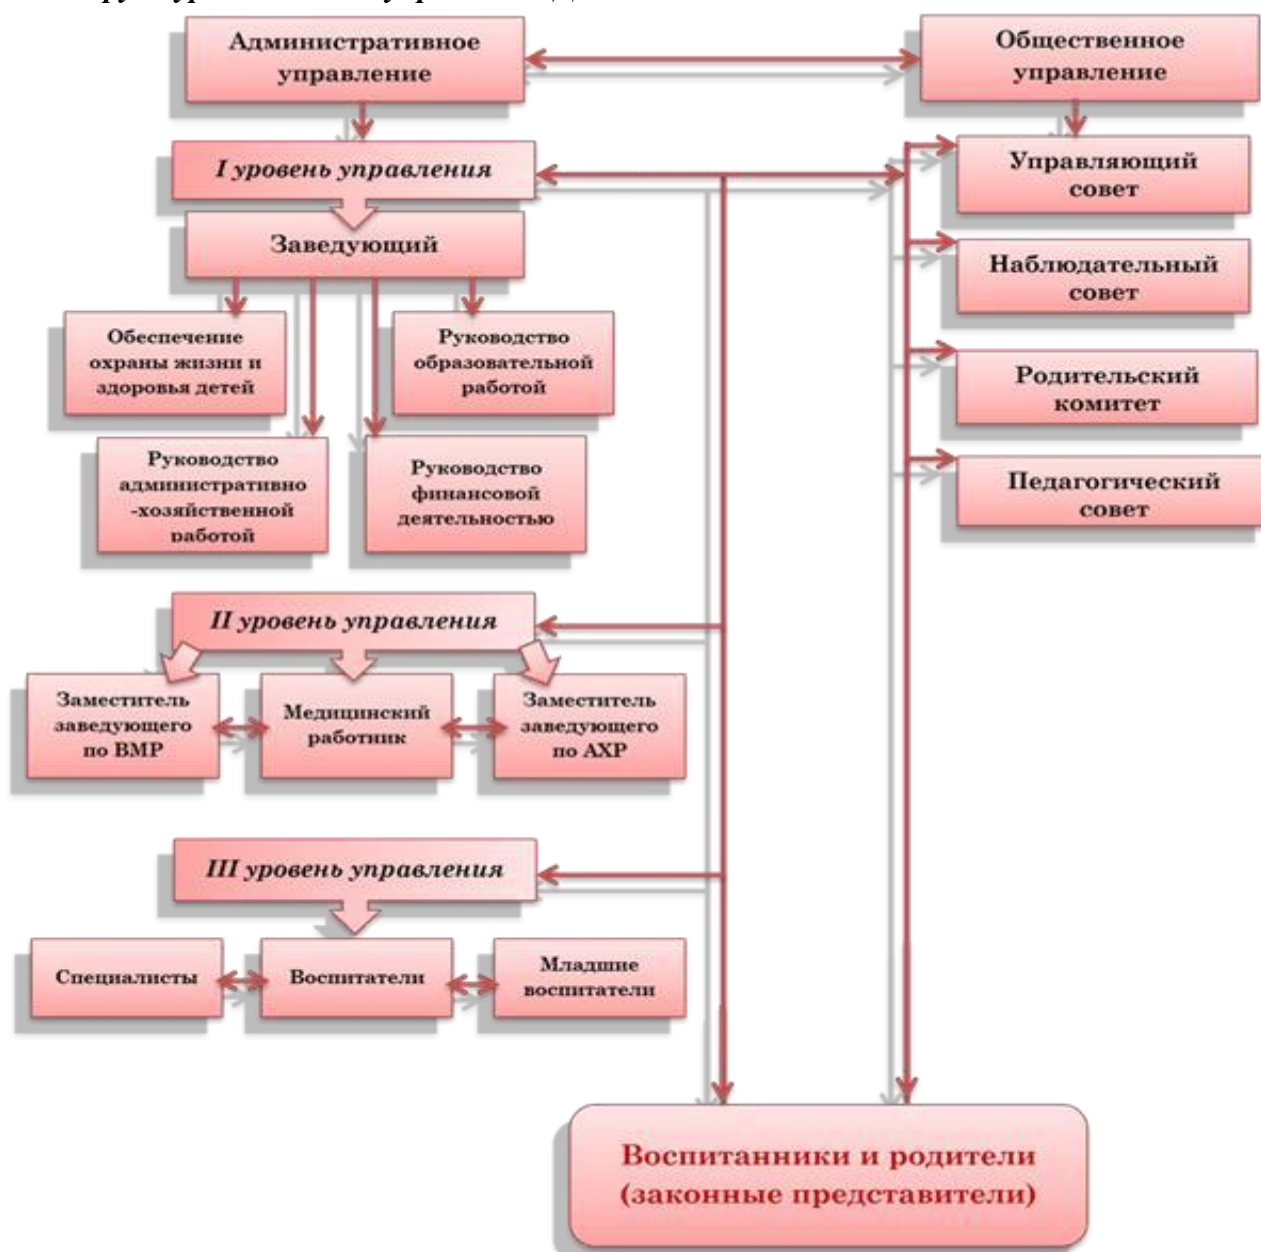 Административное
управление
Общественное
управление
I уровень управления
Управляющий
совет
Заведующий
Наблюдательный
совет
Обеспечение
охраны жизни и
здоровья детей
Руководство
образовательной
работой
Родительский
комитет
Руководство
административно
-хозяйственной
работой
Руководство
финансовой
деятельностью
Педагогический
совет
II уровень управления
Заместитель
заведующего
по ВМР
Медицинский
работник
Заместитель
заведующего
по АХР
III уровень управления
Специалисты
Воспитатели
Младшие
воспитатели
Воспитанники и родители
(законные представители)